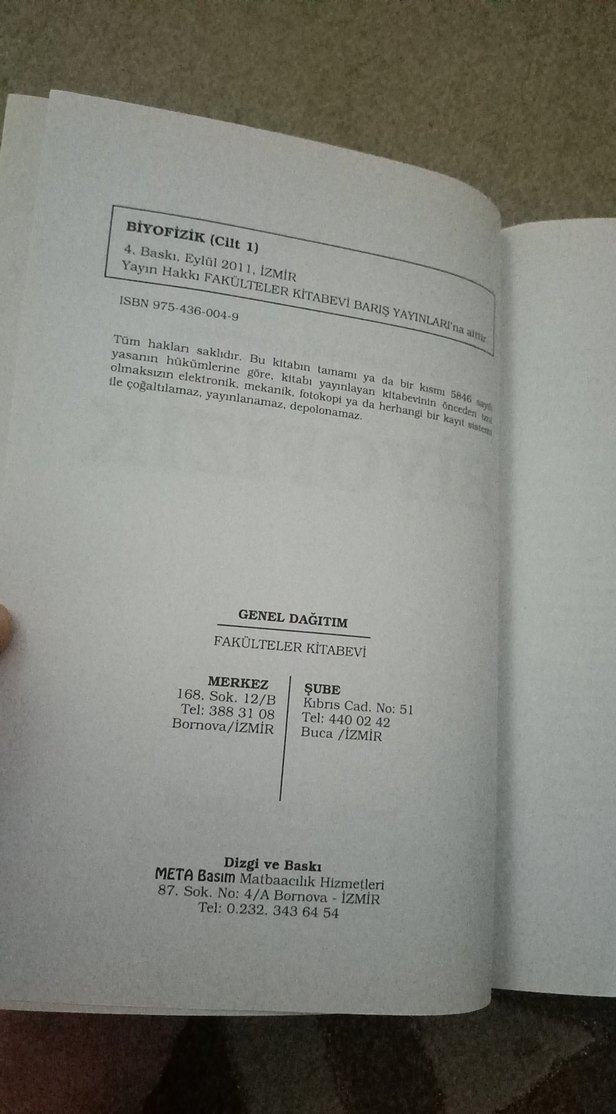 BİYOFİZİK (Cilt 1)
4. Baskı, Eylül 2011, İZMİR
Yayın Hakkı FAKÜLTELER KİTABEVİ BARIŞ YAYINLARI'na aittir.
ISBN 975-436-004-9
Tüm hakları saklıdır. Bu kitabın tamamı ya da bir kısmı 5846 sayılı
yasanın hükümlerine göre, kitabı yayınlayan kitabevinin önceden izni
olmaksızın elektronik, mekanik, fotokopi ya da herhangi bir kayıt sistemi
ile çoğaltılamaz, yayınlanamaz, depolonamaz.
GENEL DAĞITIM
FAKÜLTELER KİTABEVİ
MERKEZ
168. Sok. 12/B
Tel: 388 31 08
Bornova/İZMİR
ŞUBE
Kıbrıs Cad. No: 51
Tel: 440 02 42
Buca /İZMİR
Dizgi ve Baskı
META Basım Matbaacılık Hizmetleri
87. Sok. No: 4/A Bornova - İZMİR
Tel: 0.232. 343 64 54